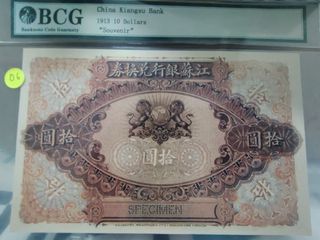 BCG
Banknote Coin Guaranty
China Kiangsu Bank
1913 10 Dollars
"Souvenir"
D6
券換兌行銀蘇江
圓拾
圓拾
拾圓
SPECIMEN